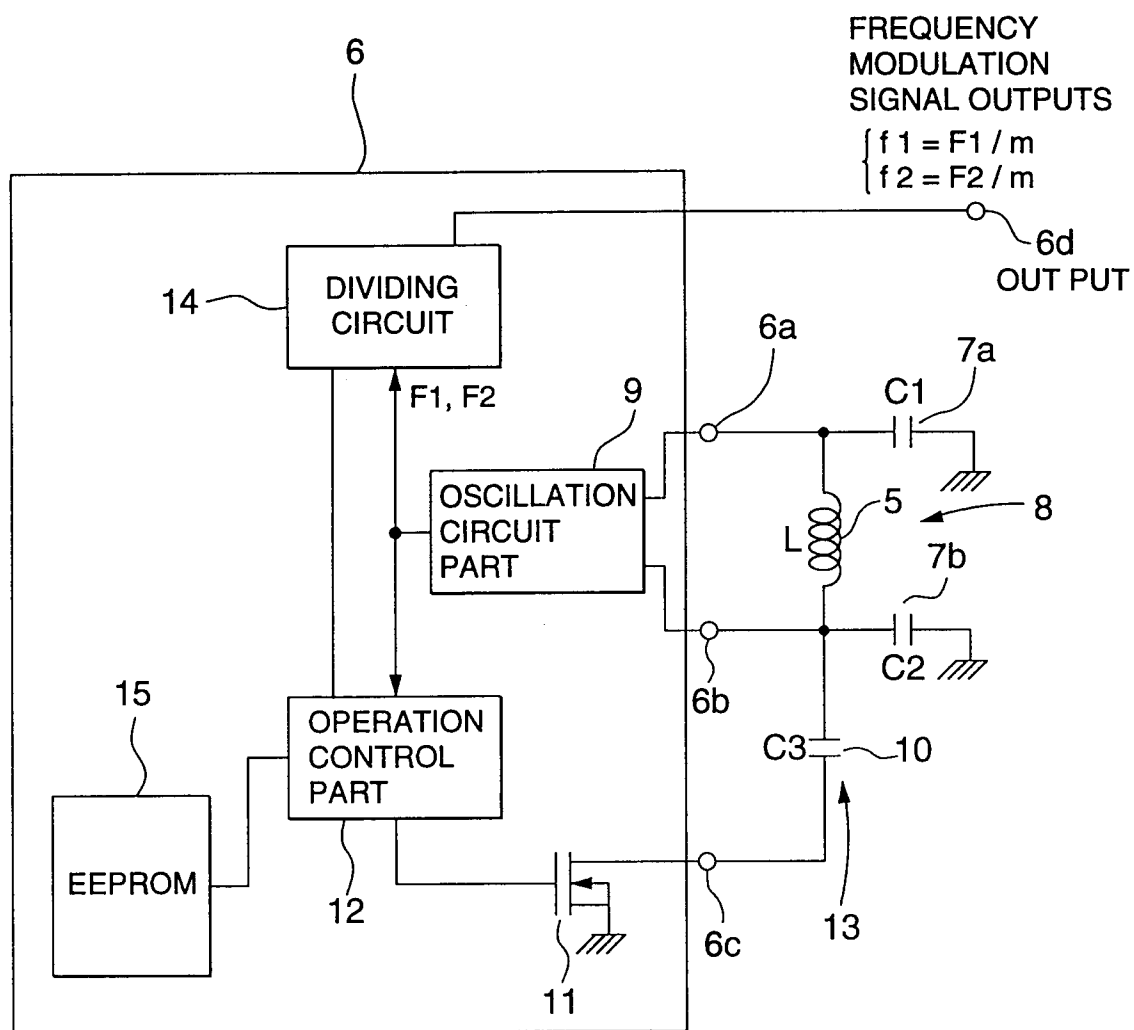 FREQUENCY
MODULATION
SIGNAL OUTPUTS
f 1 = F1 / m
f 2 = F2 / m
6
6d
OUT PUT
14
DIVIDING
CIRCUIT
F1, F2
6a
7a
C1
9
OSCILLATION
CIRCUIT
PART
L
5
8
7b
C2
6b
15
OPERATION
CONTROL
PART
C3
10
EEPROM
12
11
6c
13